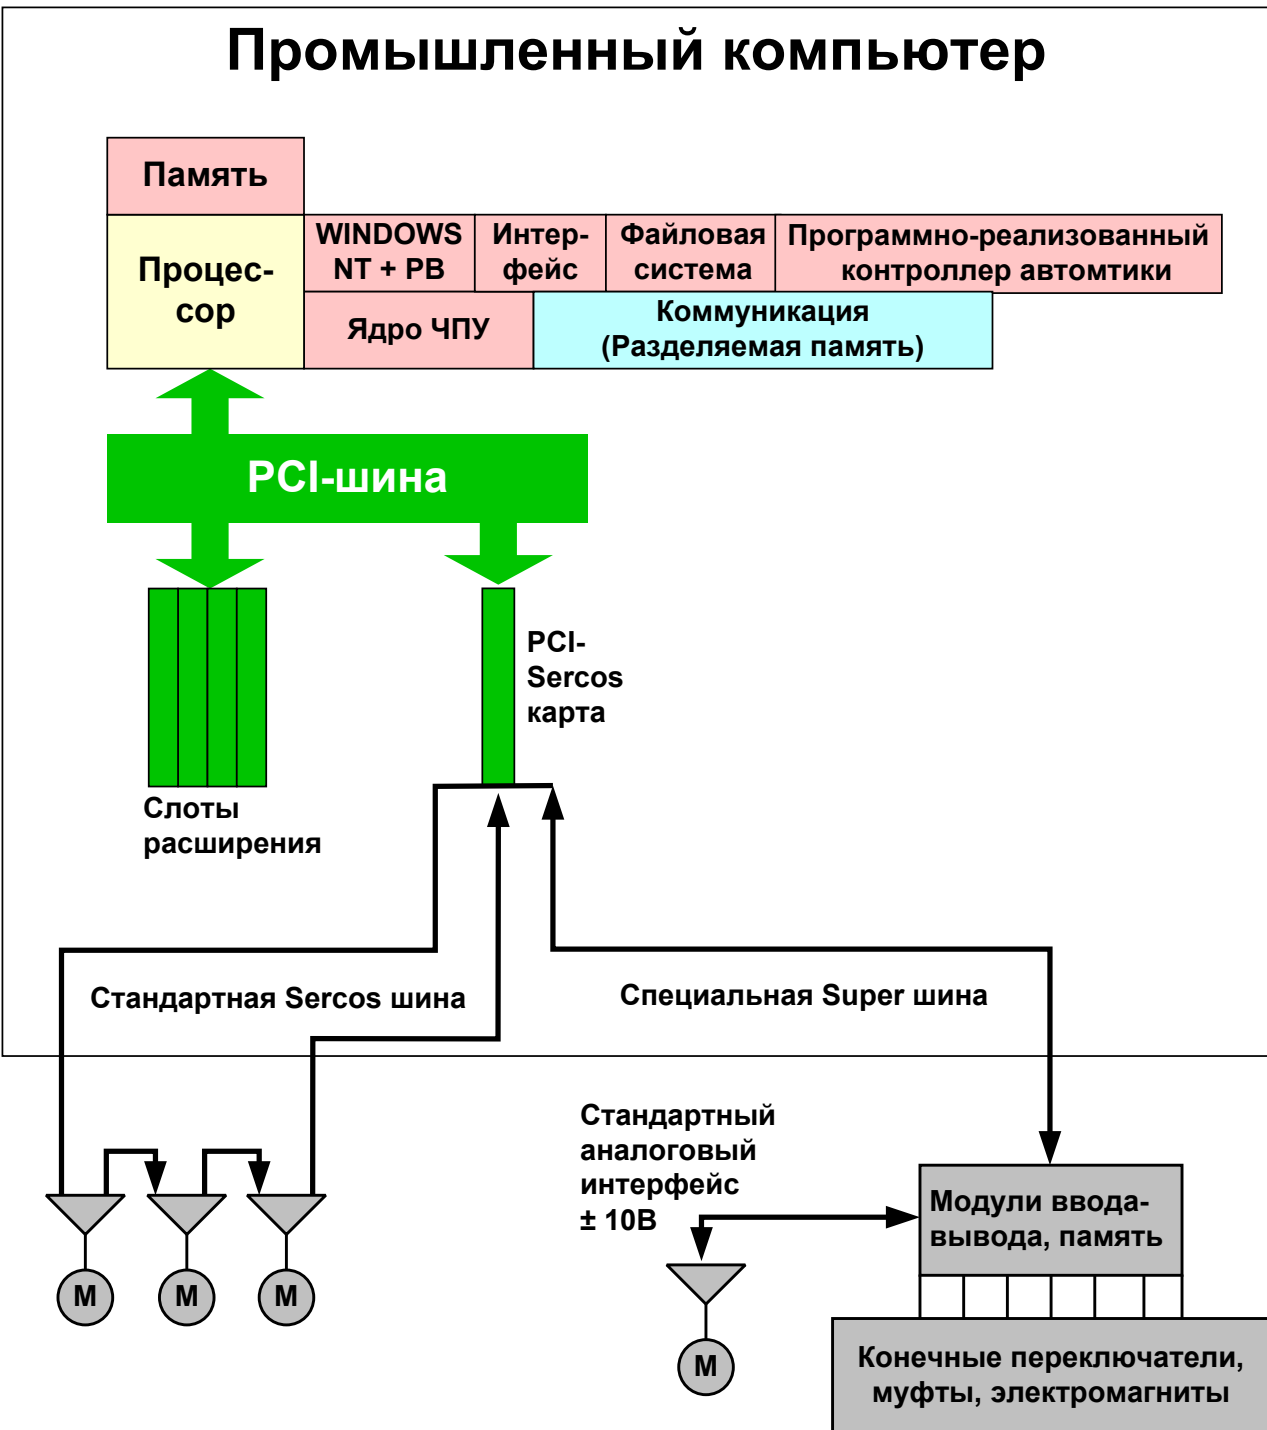 Промышленный компьютер
Память
Процес-
сор
WINDOWS
NT + РВ
Интер-
фейс
Файловая
система
Программно-реализованный
контроллер автомтики
Ядро ЧПУ
Коммуникация
(Разделяемая память)
PCI-шина
PCI-
Sercos
карта
Слоты
расширения
Стандартная Sercos шина
Специальная Super шина
Стандартный
аналоговый
интерфейс
± 10В
Модули ввода-
вывода, память
М
М
М
М
Конечные переключатели,
муфты, электромагниты